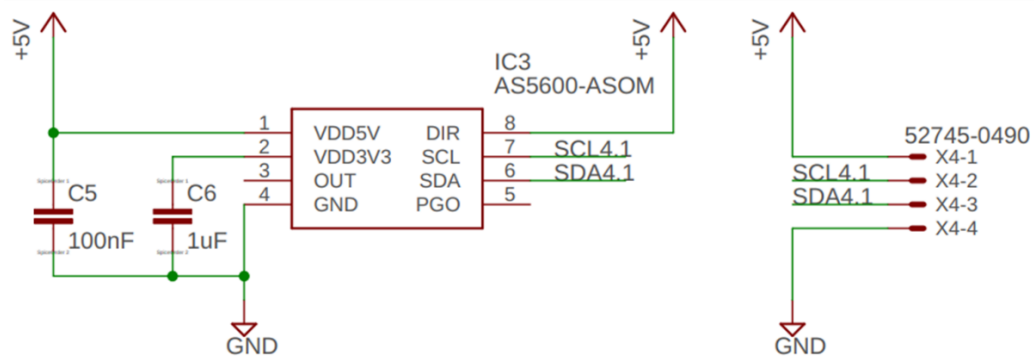 +5V
+5V
+5V
IC3
AS5600-ASOM
1
VDD5V
DIR
8
2
VDD3V3
SCL
7
SCL4.1
3
OUT
SDA
6
SDA4.1
4
GND
PGO
5
C5
100nF
C6
1uF
GND
52745-0490
X4-1
SCL4.1
X4-2
SDA4.1
X4-3
X4-4
GND